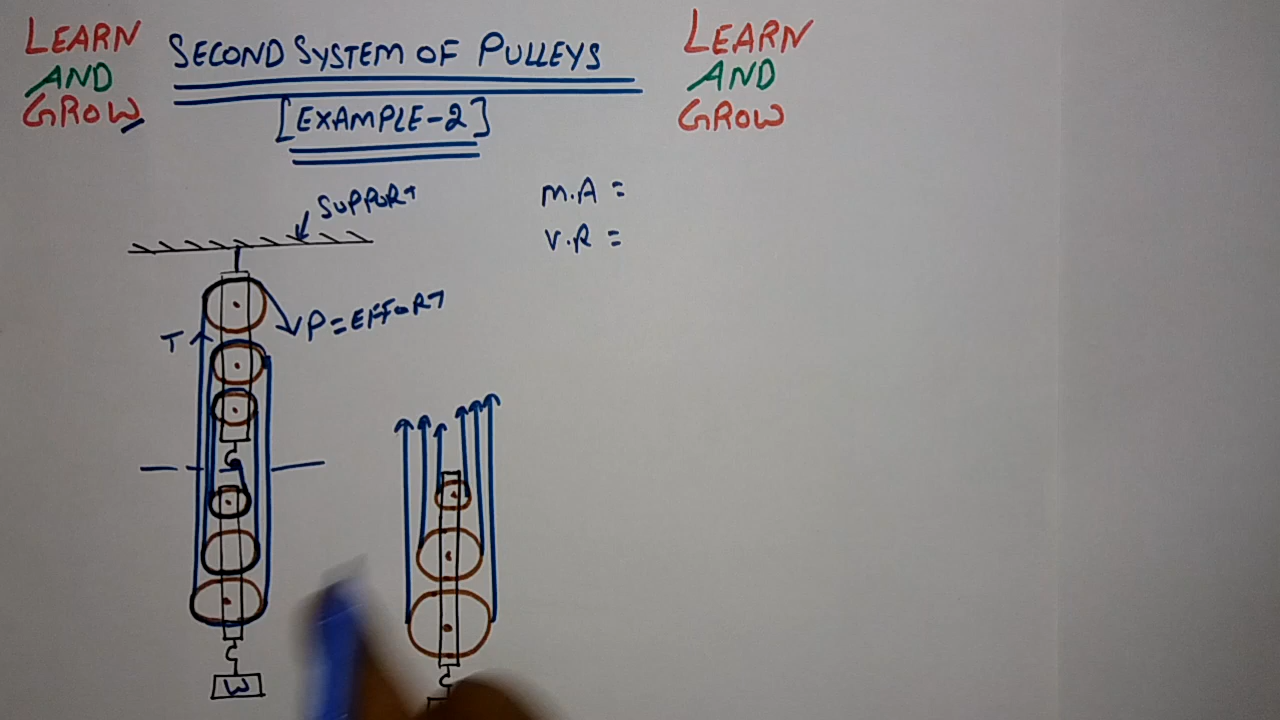 LEARN
AND
GROW
SECOND SYSTEM OF PULLEYS
[EXAMPLE-2]
LEARN
AND
GROW
SUPPORT
M.A =
V.R =
P=EFFORT
T
W